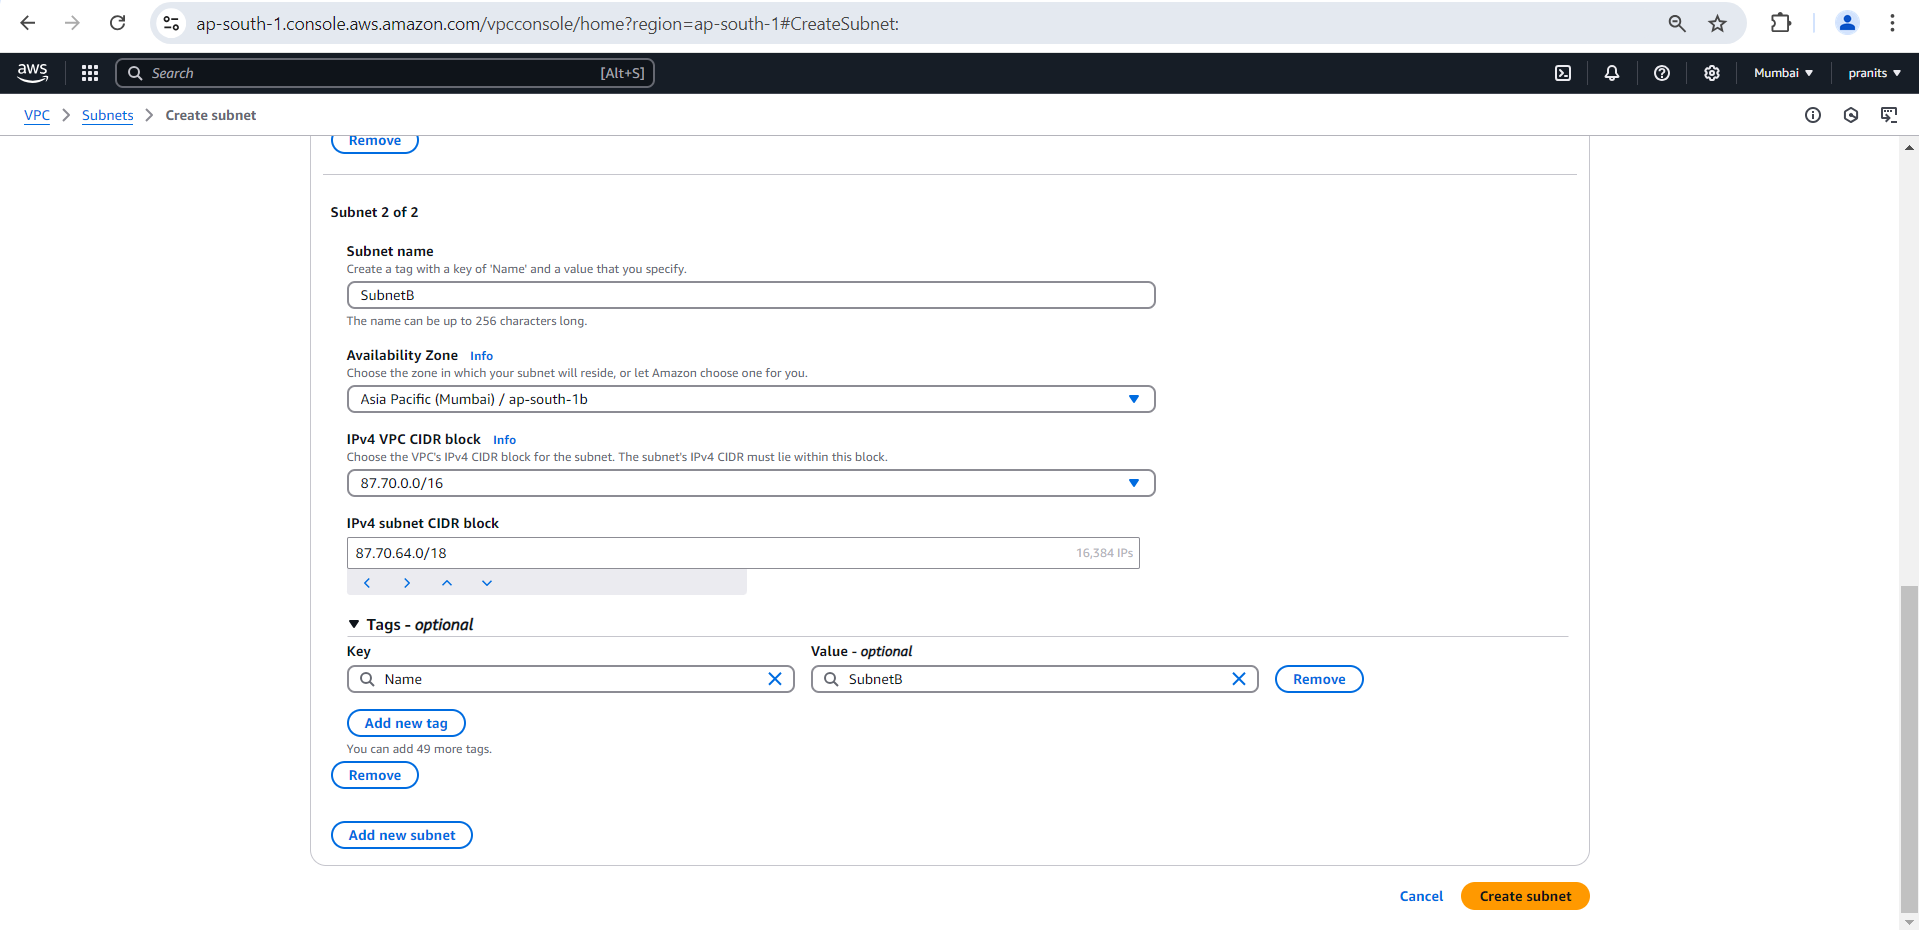 ap-south-1.console.aws.amazon.com/vpcconsole/home?region=ap-south-1#CreateSubnet:
aws Search [Alt+S] Mumbai pranits
VPC Subnets Create subnet
Remove
Subnet 2 of 2
Subnet name
Create a tag with a key of 'Name' and a value that you specify.
SubnetB
The name can be up to 256 characters long.
Availability Zone Info
Choose the zone in which your subnet will reside, or let Amazon choose one for you.
Asia Pacific (Mumbai) / ap-south-1b
IPv4 VPC CIDR block Info
Choose the VPC's IPv4 CIDR block for the subnet. The subnet's IPv4 CIDR must lie within this block.
87.70.0.0/16
IPv4 subnet CIDR block
87.70.64.0/18 16,384 IPs
Tags - optional
Key Value - optional
Name SubnetB Remove
Add new tag
You can add 49 more tags.
Remove
Add new subnet
Cancel Create subnet